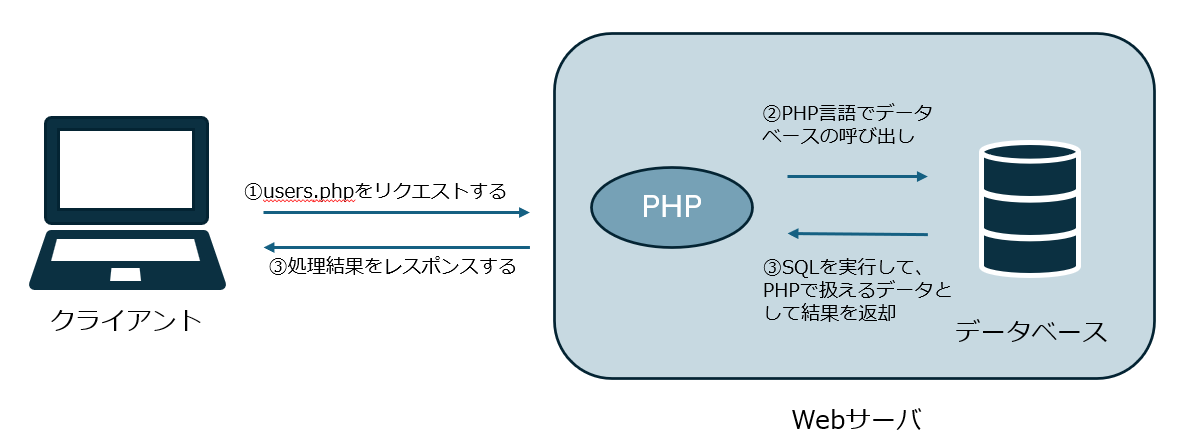 ①users.phpをリクエストする
③処理結果をレスポンスする
クライアント
PHP
②PHP言語でデータ
ベースの呼び出し
③SQLを実行して、
PHPで扱えるデータと
して結果を返却
データベース
Webサーバ